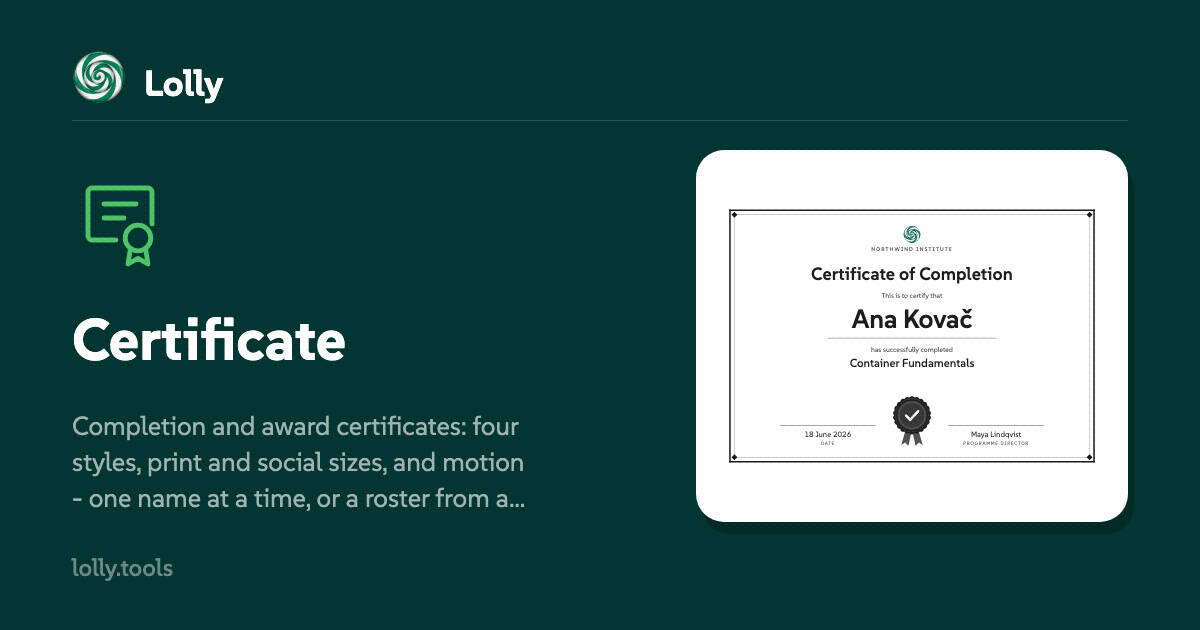 Lolly
Certificate
Completion and award certificates: four
styles, print and social sizes, and motion
- one name at a time, or a roster from a...
lolly.tools
NORTHWIND INSTITUTE
Certificate of Completion
This is to certify that
Ana Kovač
has successfully completed
Container Fundamentals
18 June 2026
DATE
Maya Lindqvist
PROGRAMME DIRECTOR